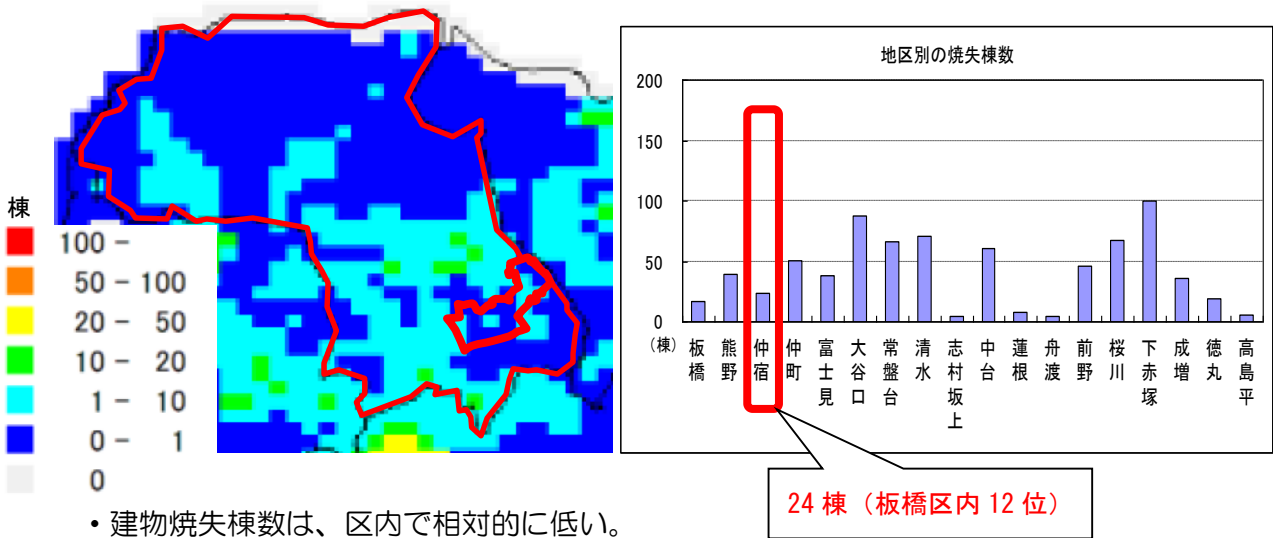 棟
100 -
50 - 100
20 - 50
10 - 20
1 - 10
0 - 1
0
地区別の焼失棟数
200
150
100
50
0
(棟)
板橋
熊野
仲宿
仲町
富士見
大谷口
常盤台
清水
志村坂上
中台
蓮根
舟渡
前野
桜川
下赤塚
成増
徳丸
高島平
24 棟（板橋区内 12 位）
・建物焼失棟数は、区内で相対的に低い。